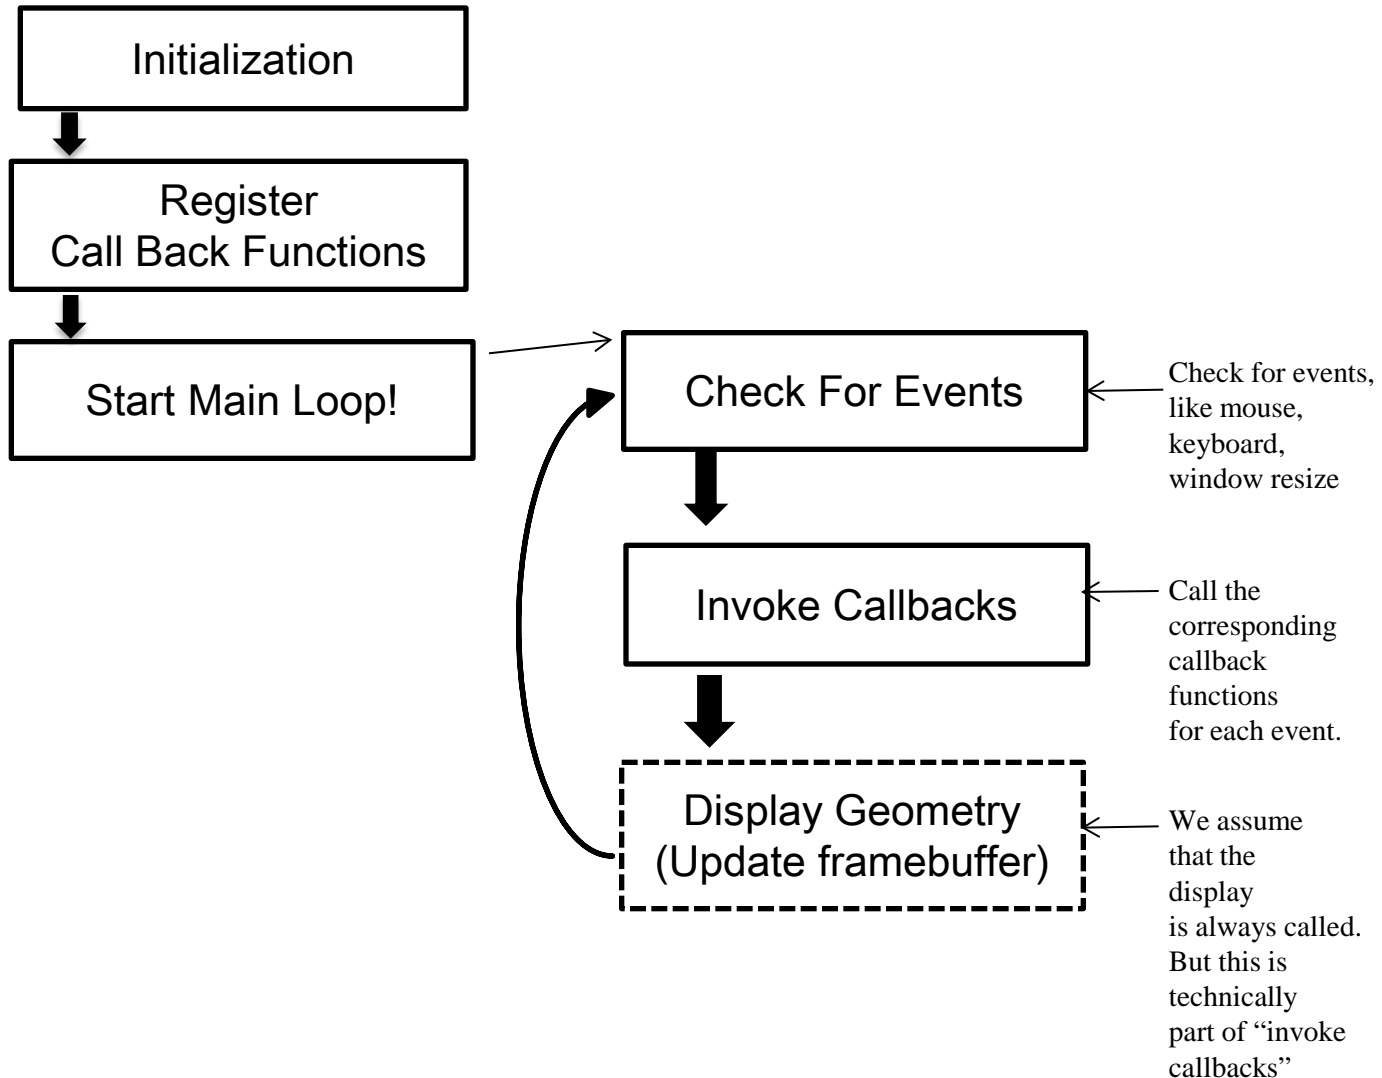 Initialization
Register
Call Back Functions
Start Main Loop!
Check For Events
Check for events,
like mouse,
keyboard,
window resize
Invoke Callbacks
Call the
corresponding
callback
functions
for each event.
Display Geometry
(Update framebuffer)
We assume
that the
display
is always called.
But this is
technically
part of “invoke
callbacks”